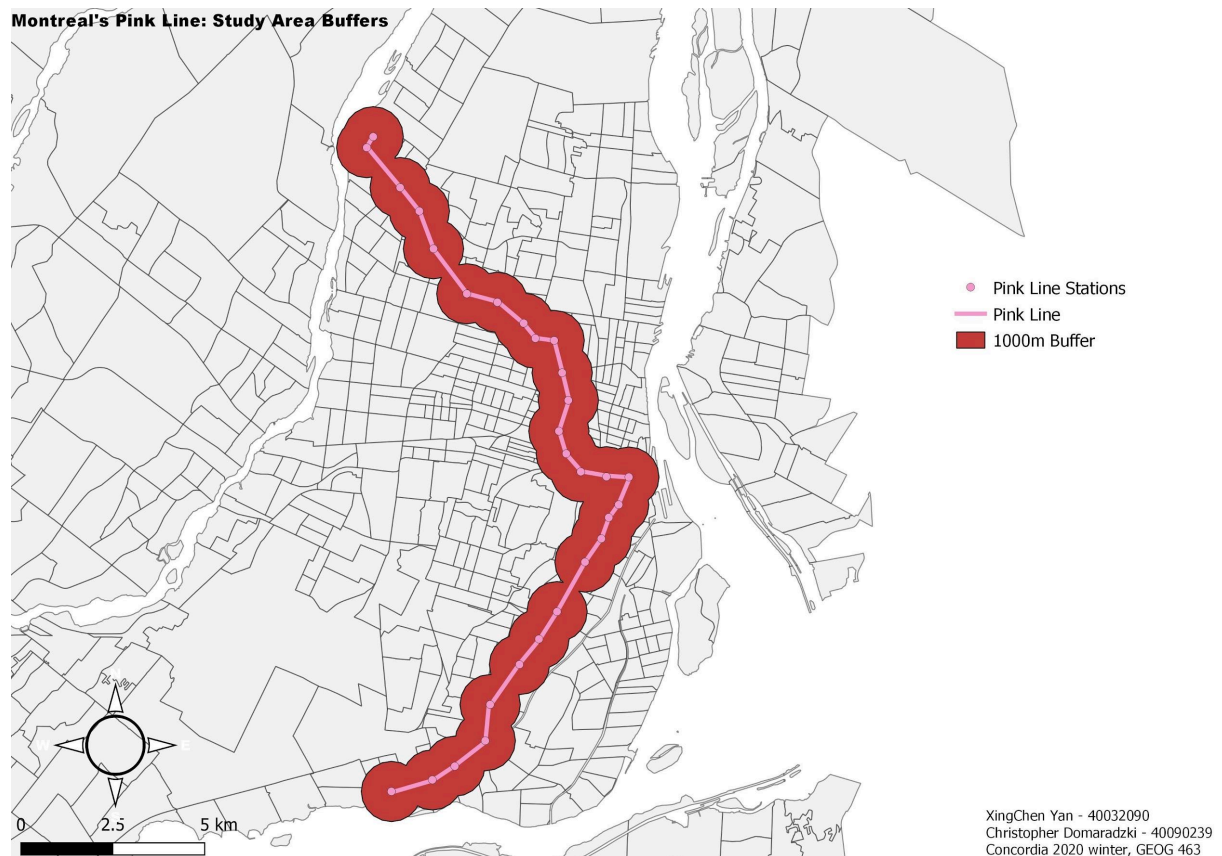 Montreal's Pink Line: Study Area Buffers
Pink Line Stations
Pink Line
1000m Buffer
N
W
E
0 2.5 5 km
XingChen Yan - 40032090
Christopher Domaradzki - 40090239
Concordia 2020 winter, GEOG 463